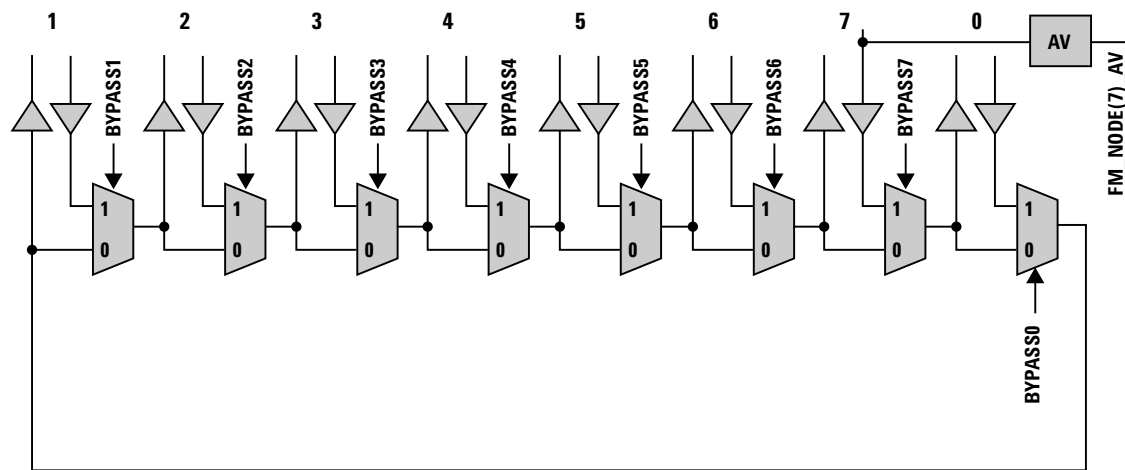 1 2 3 4 5 6 7 0
AV
FM_NODE(7)_AV
BYPASS1
BYPASS2
BYPASS3
BYPASS4
BYPASS5
BYPASS6
BYPASS7
1 1 1 1 1 1 1 1
0 0 0 0 0 0 0 0
BYPASS0